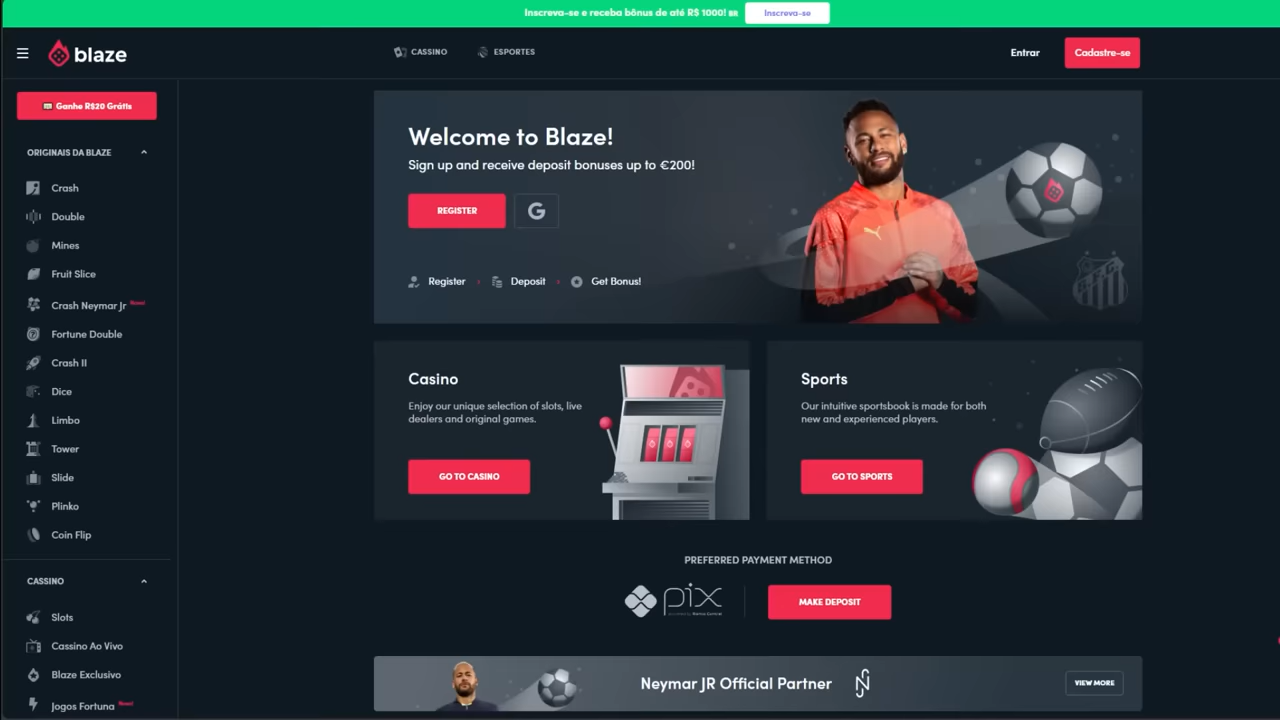 Inscreva-se e receba bônus de até R$ 1000! BR
Inscreva-se
blaze
CASSINO
ESPORTES
Entrar
Cadastre-se
Ganhe R$20 Grátis
ORIGINAIS DA BLAZE
Crash
Double
Mines
Fruit Slice
Crash Neymar Jr New!
Fortune Double
Crash II
Dice
Limbo
Tower
Slide
Plinko
Coin Flip
CASSINO
Slots
Cassino Ao Vivo
Blaze Exclusivo
Jogos Fortuna New!
Welcome to Blaze!
Sign up and receive deposit bonuses up to €200!
REGISTER
G
Register
Deposit
Get Bonus!
Casino
Enjoy our unique selection of slots, live
dealers and original games.
GO TO CASINO
Sports
Our intuitive sportsbook is made for both
new and experienced players.
GO TO SPORTS
PREFERRED PAYMENT METHOD
pix
MAKE DEPOSIT
Neymar JR Official Partner
VIEW MORE